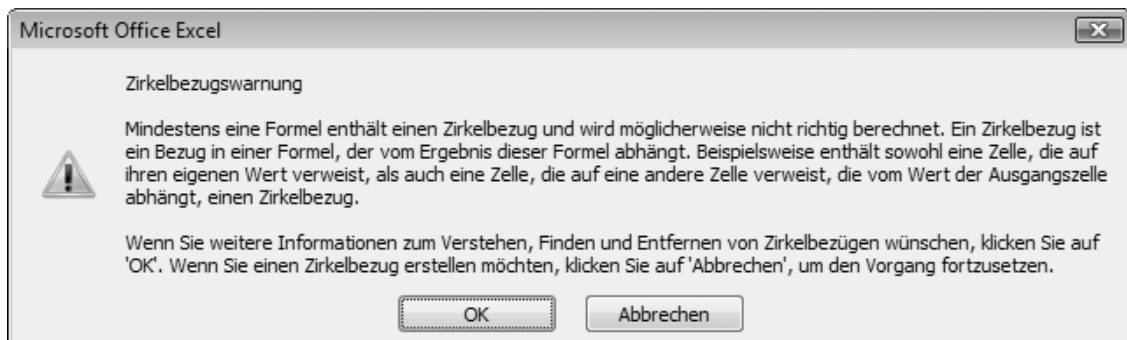 Microsoft Office Excel
Zirkelbezugswarnung
Mindestens eine Formel enthält einen Zirkelbezug und wird möglicherweise nicht richtig berechnet. Ein Zirkelbezug ist
ein Bezug in einer Formel, der vom Ergebnis dieser Formel abhängt. Beispielsweise enthält sowohl eine Zelle, die auf
ihren eigenen Wert verweist, als auch eine Zelle, die auf eine andere Zelle verweist, die vom Wert der Ausgangszelle
abhängt, einen Zirkelbezug.
Wenn Sie weitere Informationen zum Verstehen, Finden und Entfernen von Zirkelbezügen wünschen, klicken Sie auf
'OK'. Wenn Sie einen Zirkelbezug erstellen möchten, klicken Sie auf 'Abbrechen', um den Vorgang fortzusetzen.
OK Abbrechen